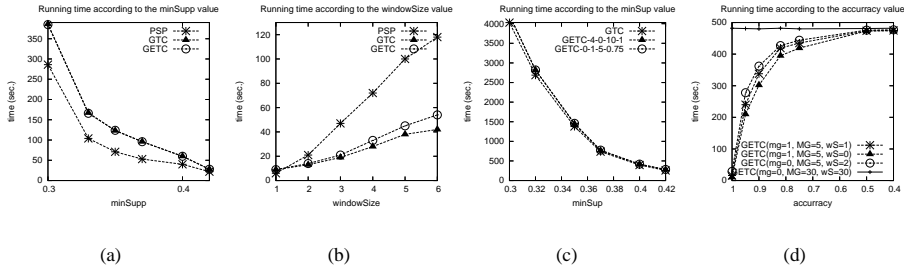 Running time according to the minSupp value
PSP
GTC
GETC
time (sec.)
350
300
250
200
150
100
50
0
0.3
0.4
minSupp
(a)
Running time according to the windowSize value
PSP
GTC
GETC
time (sec.)
120
100
80
60
40
20
0
1
2
3
4
5
6
windowSize
(b)
Running time according to the minSup value
GTC
GETC-4-0-10-1
GETC-0-1-5-0.75
time (sec.)
4000
3500
3000
2500
2000
1500
1000
500
0
0.3
0.32
0.34
0.36
0.38
0.4
0.42
minSup
(c)
Running time according to the accurracy value
time (sec.)
500
400
300
200
100
0
GETC(mg=1, MG=5, wS=1)
GETC(mg=1, MG=5, wS=0)
GETC(mg=0, MG=5, wS=2)
ETC(mg=0, MG=30, wS=30)
1
0.9
0.8
0.7
0.6
0.5
0.4
accurracy
(d)